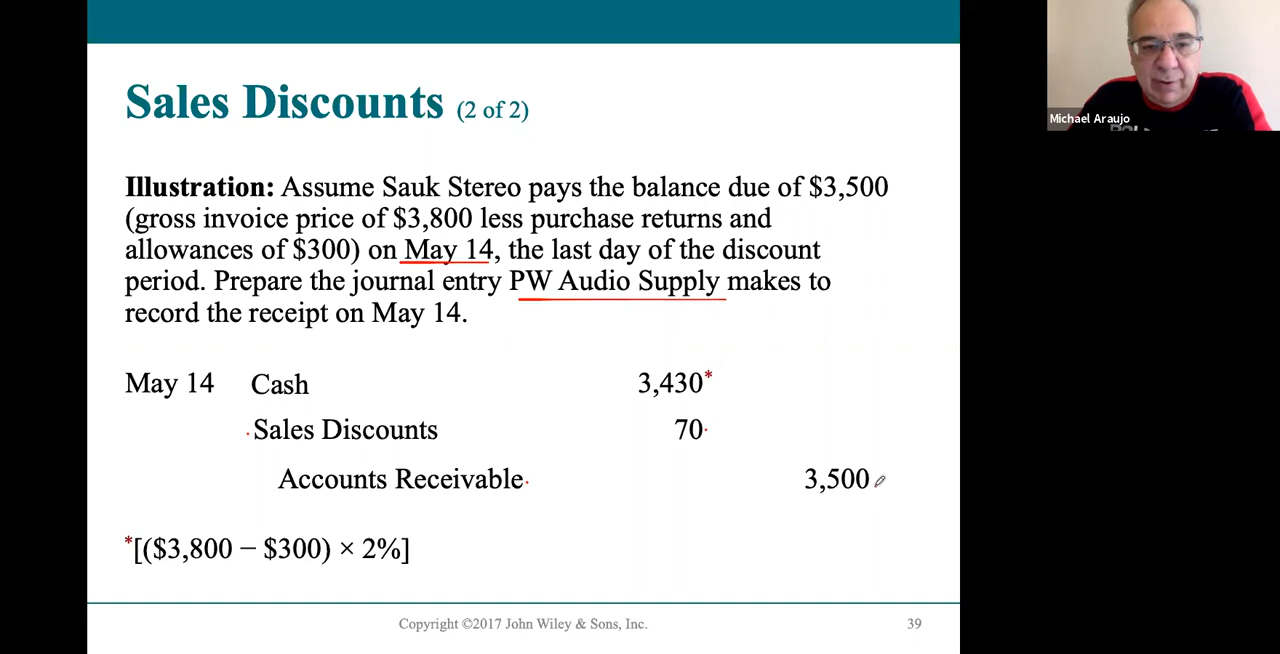 Sales Discounts (2 of 2)
Illustration: Assume Sauk Stereo pays the balance due of $3,500
(gross invoice price of $3,800 less purchase returns and
allowances of $300) on May 14, the last day of the discount
period. Prepare the journal entry PW Audio Supply makes to
record the receipt on May 14.
May 14 Cash 3,430*
Sales Discounts 70
Accounts Receivable 3,500
*[($3,800 − $300) × 2%]
Copyright ©2017 John Wiley & Sons, Inc. 39
Michael Araujo